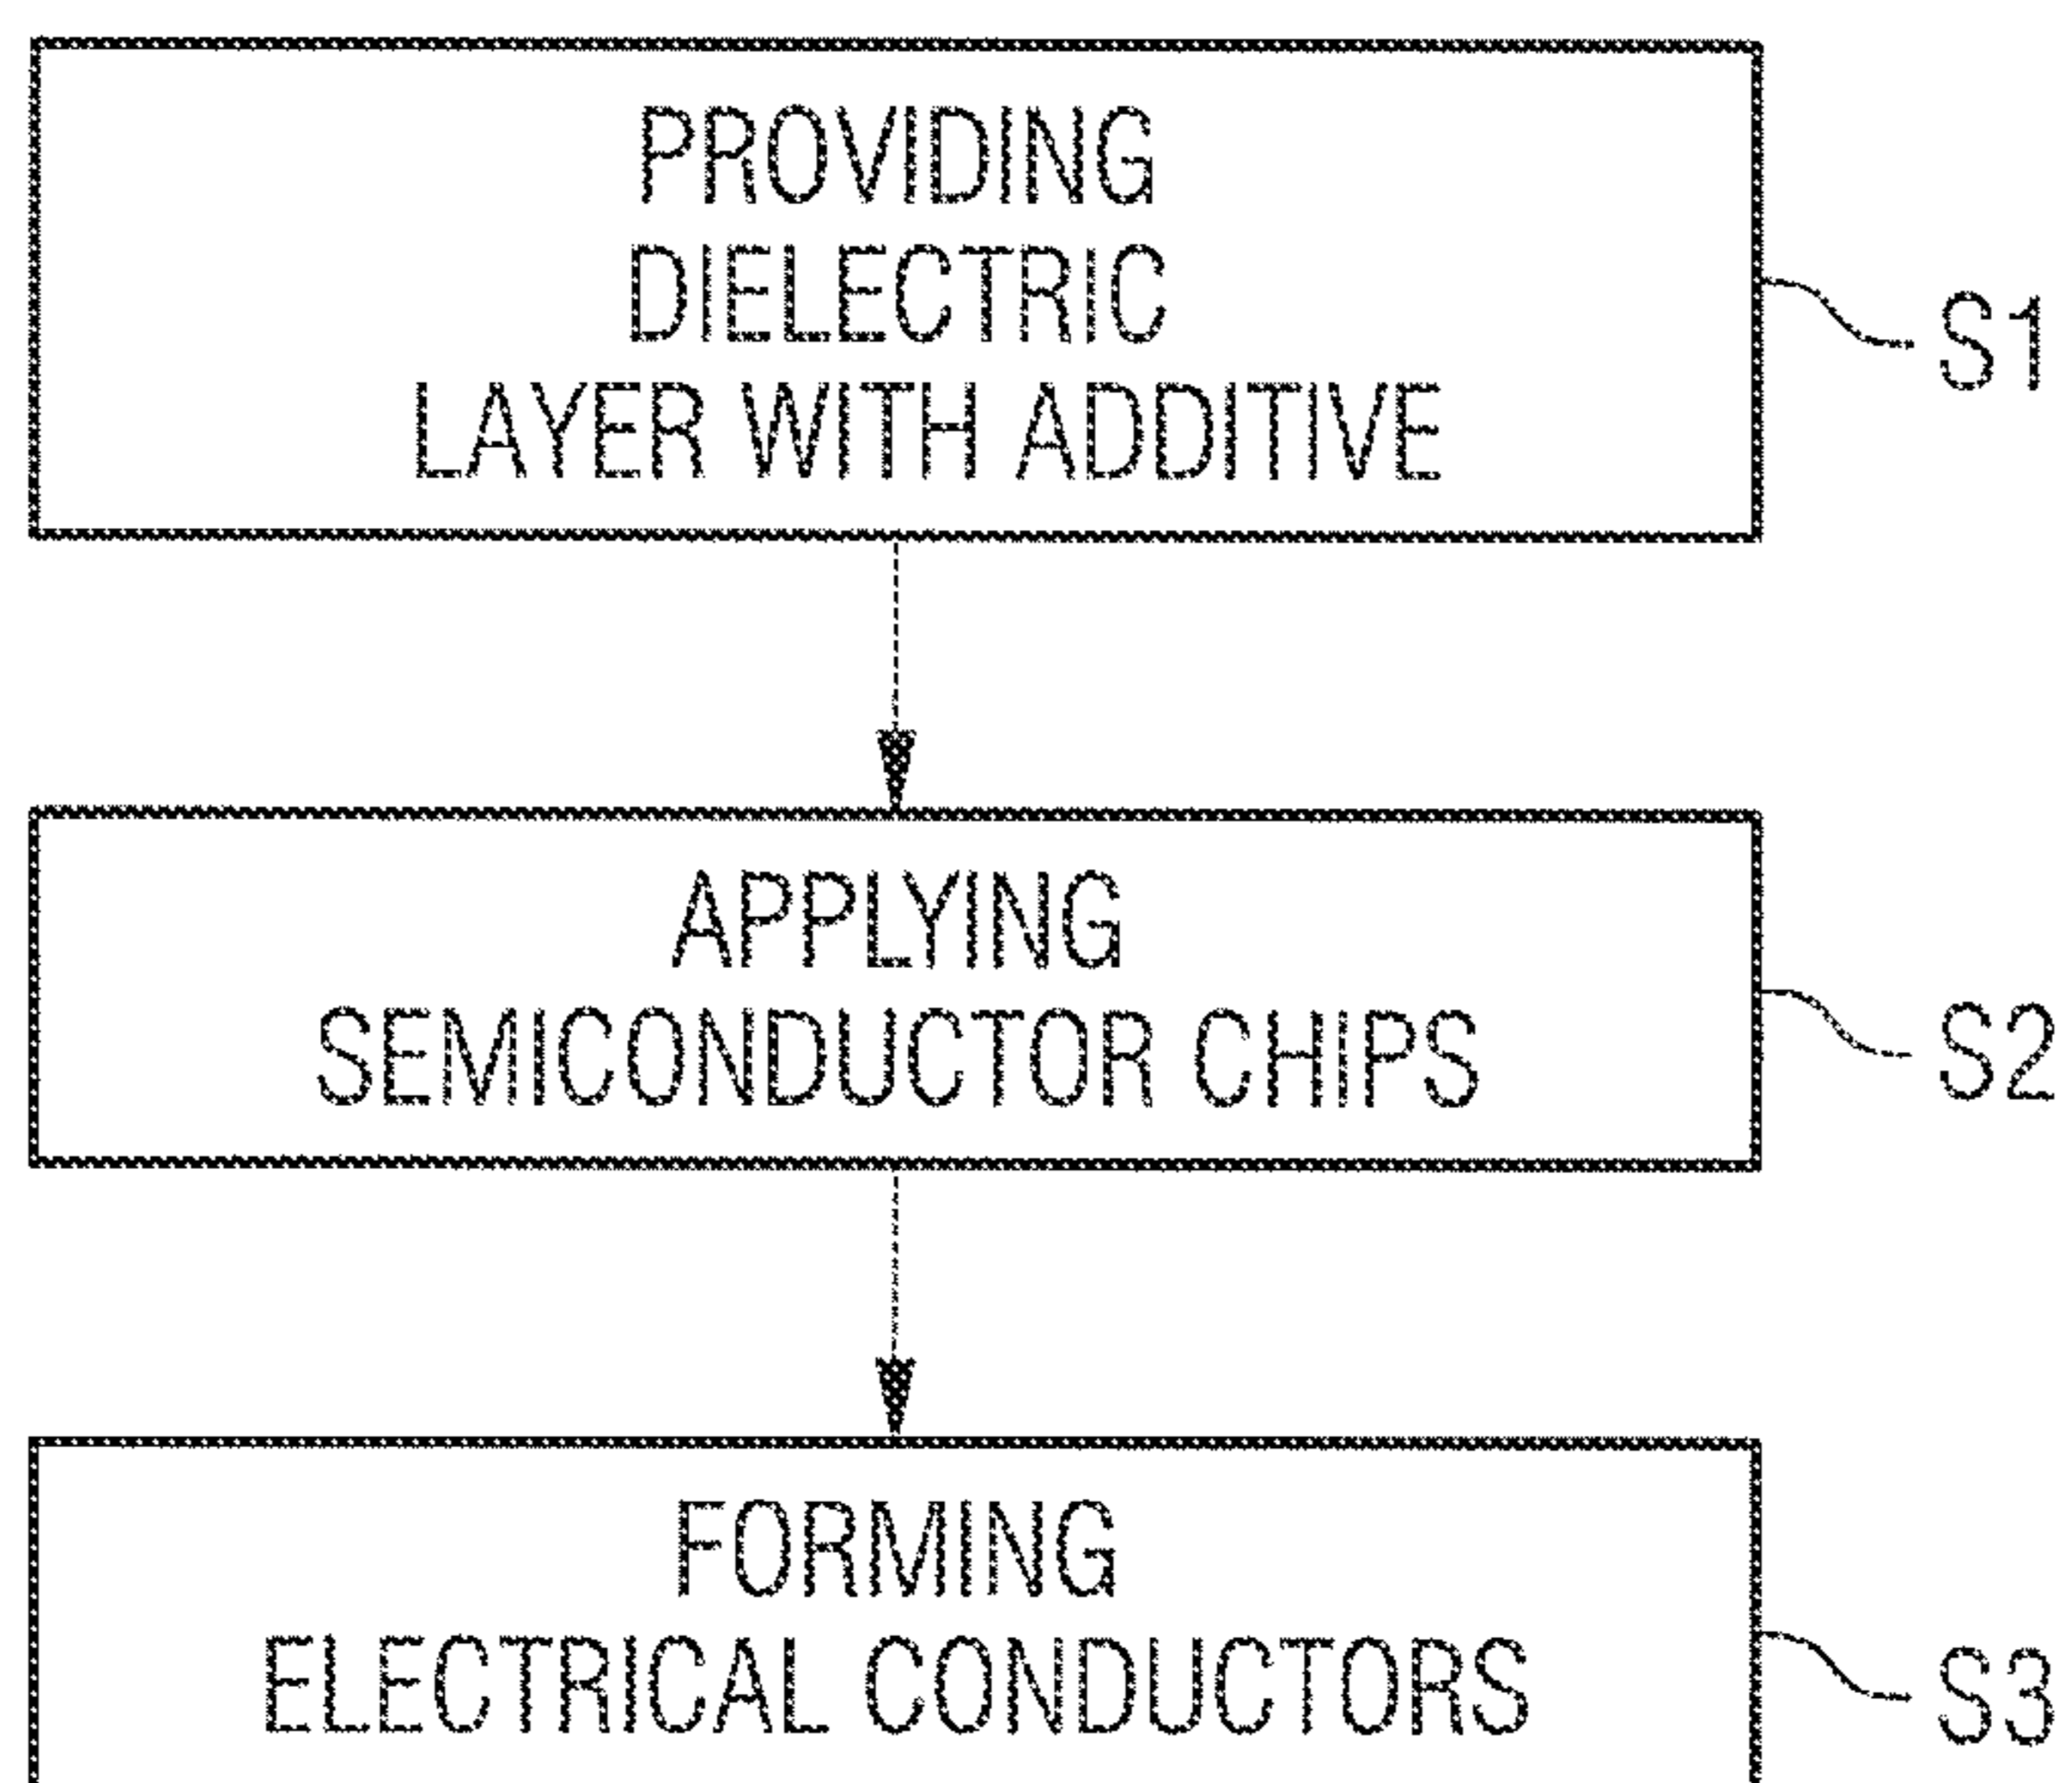 PROVIDING
DIELECTRIC
LAYER WITH ADDITIVE
S1
APPLYING
SEMICONDUCTOR CHIPS
S2
FORMING
ELECTRICAL CONDUCTORS
S3